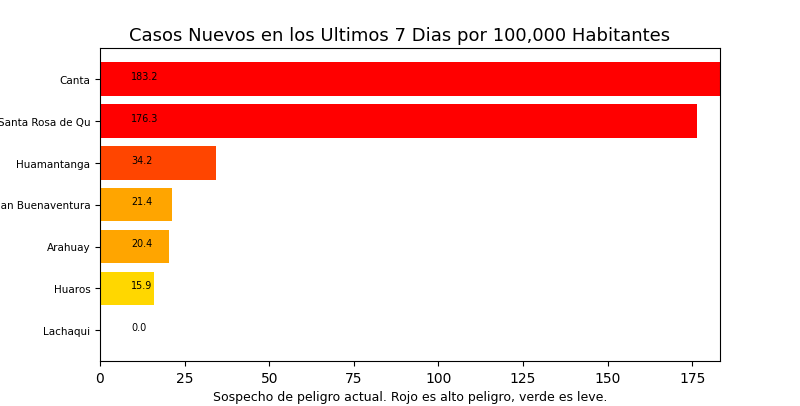 Casos Nuevos en los Ultimos 7 Dias por 100,000 Habitantes
Canta 183.2
Santa Rosa de Qu 176.3
Huamantanga 34.2
an Buenaventura 21.4
Arahuay 20.4
Huaros 15.9
Lachaqui 0.0
0 25 50 75 100 125 150 175
Sospecho de peligro actual. Rojo es alto peligro, verde es leve.